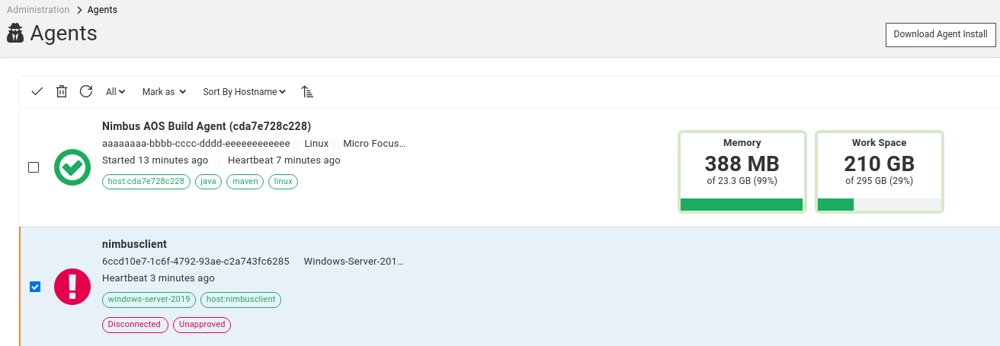 Administration > Agents
Agents
Download Agent Install
All Mark as Sort By Hostname
Nimbus AOS Build Agent (cda7e728c228)
aaaaaaaa-bbbb-cccc-dddd-eeeeeeeeeeee Linux Micro Focus...
Started 13 minutes ago Heartbeat 7 minutes ago
host:cda7e728c228 java maven linux
Memory
388 MB
of 23.3 GB (99%)
Work Space
210 GB
of 295 GB (29%)
nimbusclient
6ccd10e7-1c6f-4792-93ae-c2a743fc6285 Windows-Server-201...
Heartbeat 3 minutes ago
windows-server-2019 host:nimbusclient
Disconnected Unapproved